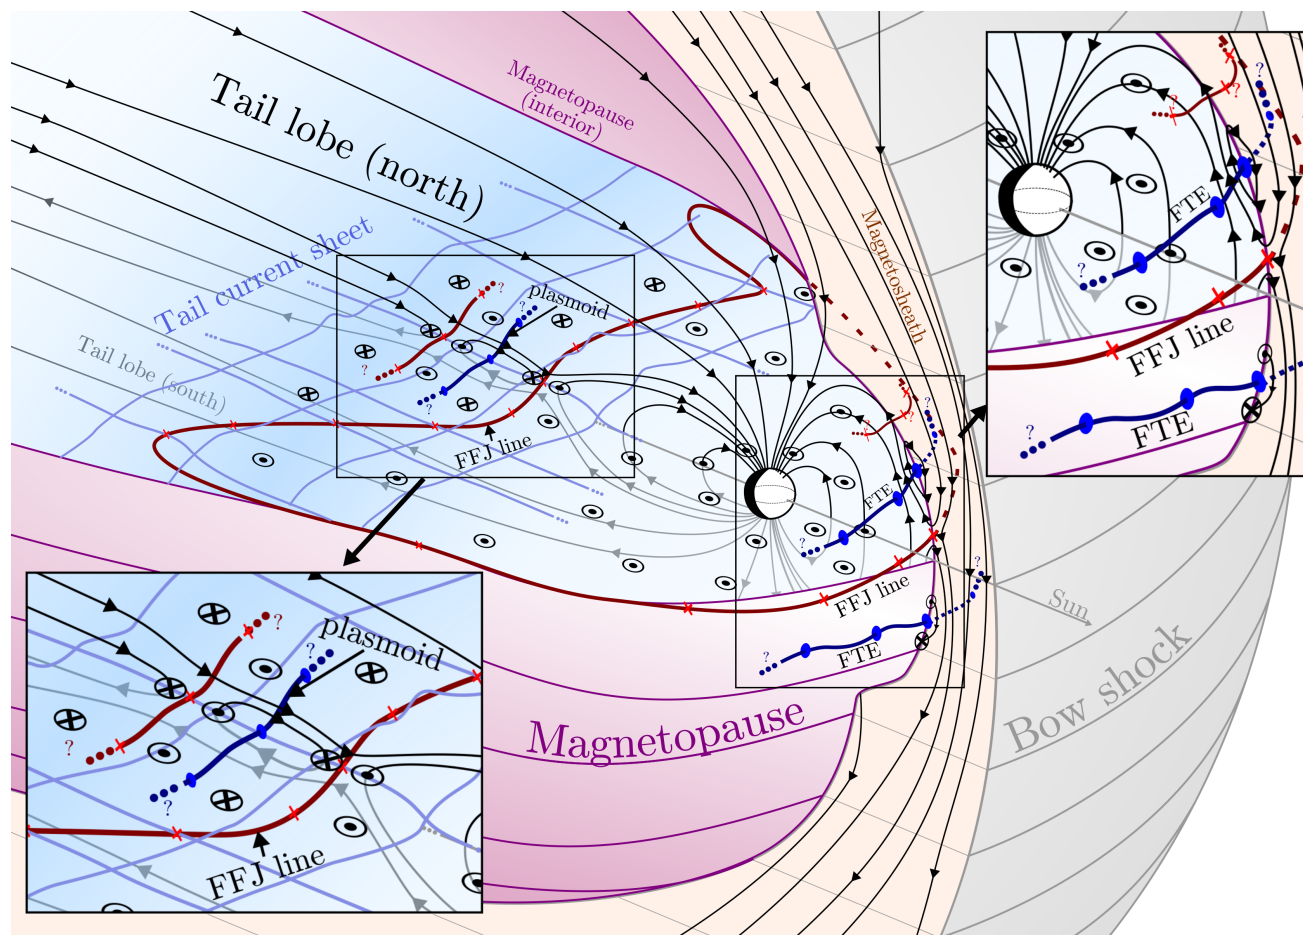 Magnetopause
(interior)
Tail lobe (north)
Tail current sheet
Tail lobe (south)
Magnetosheath
plasmoid
?
?
?
?
FFJ line
?
?
?
?
FTE
?
FFJ line
FTE
?
?
Sun
Bow shock
Magnetopause
?
?
?
FTE
?
FFJ line
FTE
?
plasmoid
?
?
?
?
FFJ line